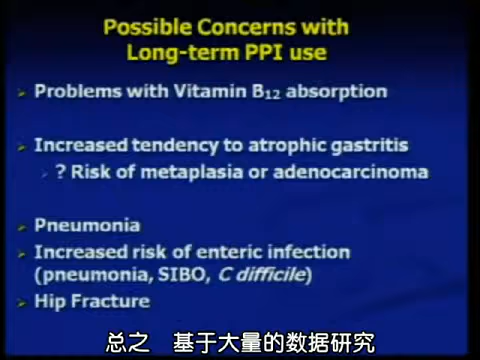 Possible Concerns with
Long-term PPI use
Problems with Vitamin B12 absorption
Increased tendency to atrophic gastritis
? Risk of metaplasia or adenocarcinoma
Pneumonia
Increased risk of enteric infection
(pneumonia, SIBO, C difficile)
Hip Fracture
总之 基于大量的数据研究